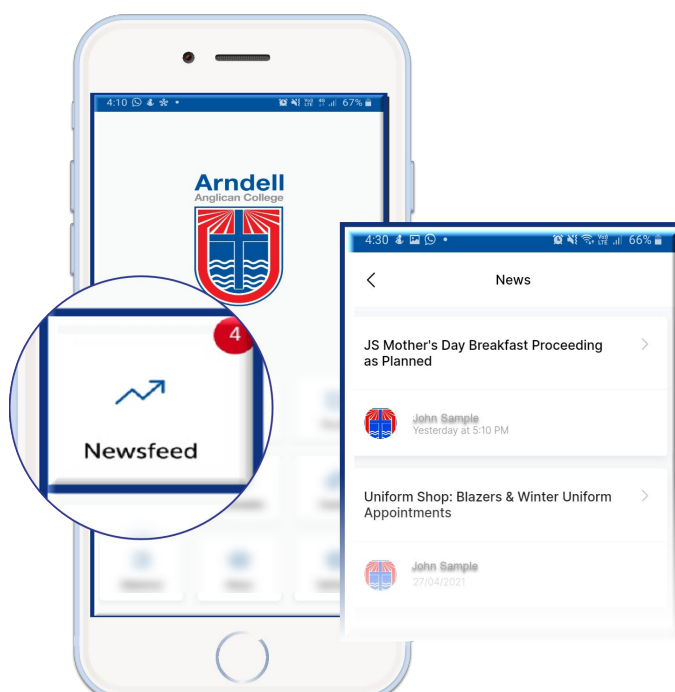 4:10
67%
Arndell
Anglican College
4
Newsfeed
4:30
66%
News
JS Mother's Day Breakfast Proceeding
as Planned
John Sample
Yesterday at 5:10 PM
Uniform Shop: Blazers & Winter Uniform
Appointments
John Sample
27/04/2021